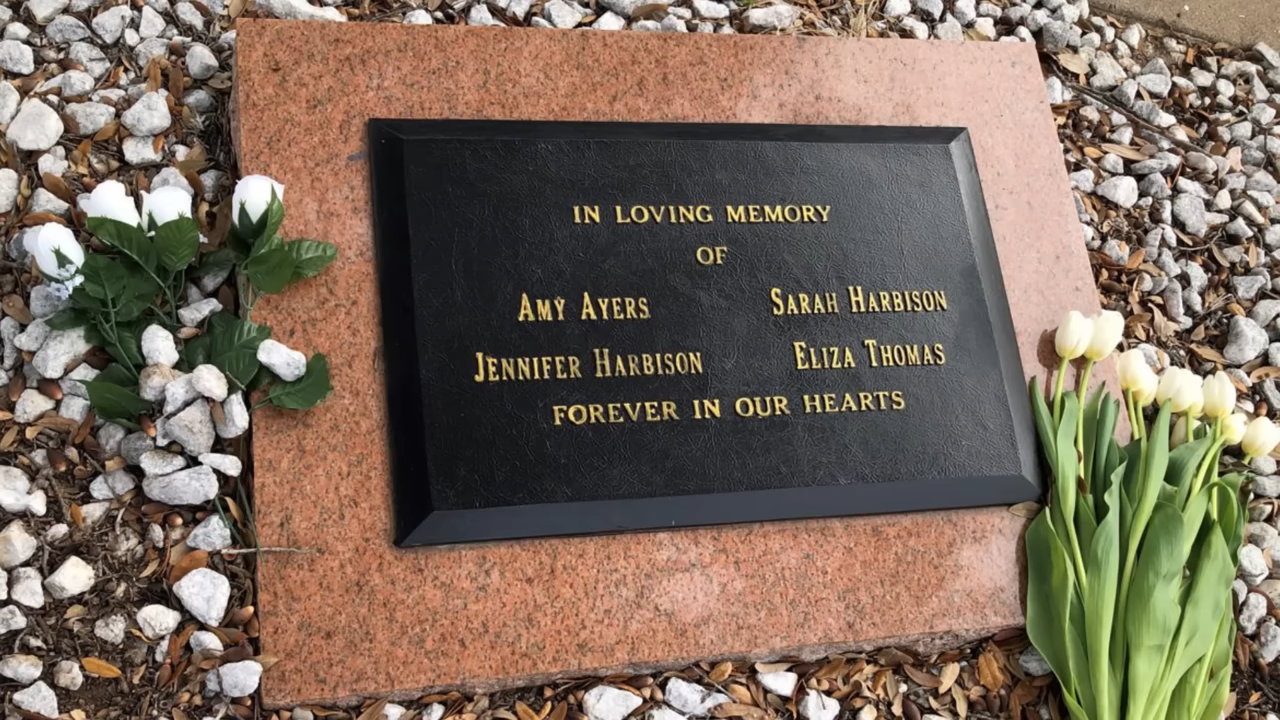 IN LOVING MEMORY
OF
AMY AYERS SARAH HARBISON
JENNIFER HARBISON ELIZA THOMAS
FOREVER IN OUR HEARTS